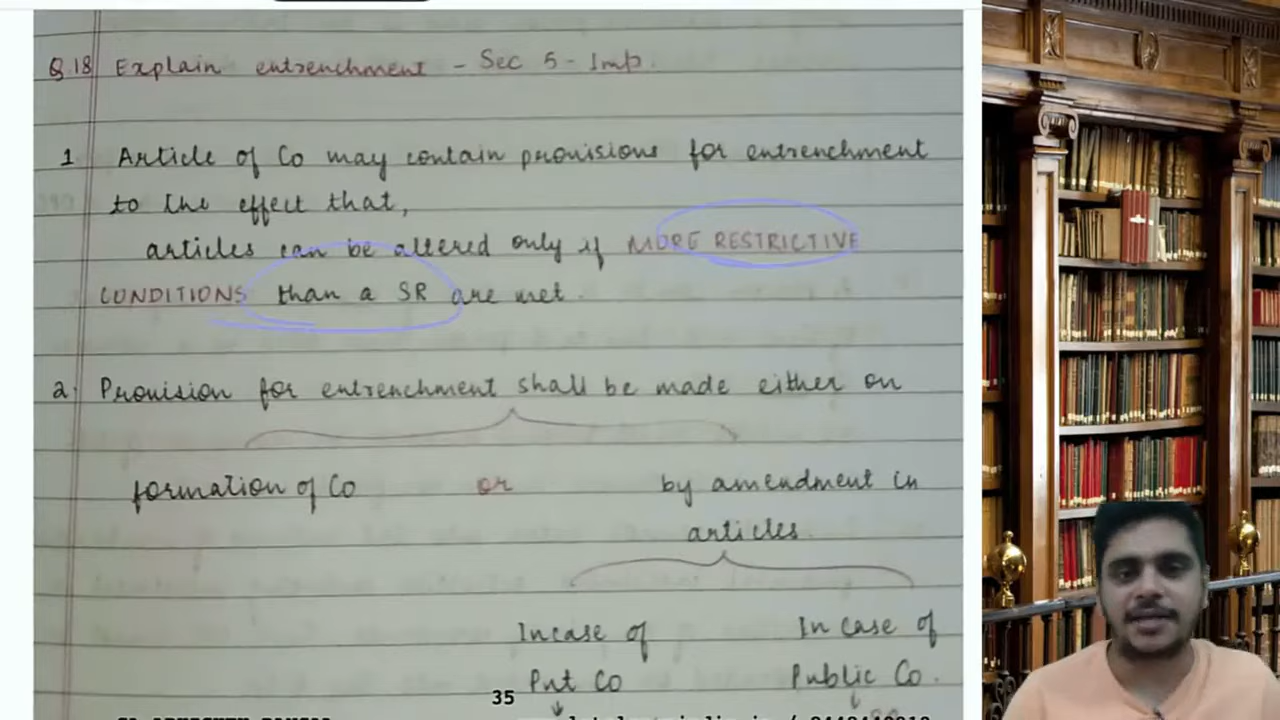 Q.18 Explain entrenchment - Sec 5 - Imp.
1 Article of Co may contain provisions for entrenchment
to the effect that,
articles can be altered only if MORE RESTRICTIVE
CONDITIONS than a SR are met.
2. Provision for entrenchment shall be made either on
formation of Co or by amendment in
articles
Incase of In case of
Pvt Co Public Co.
35